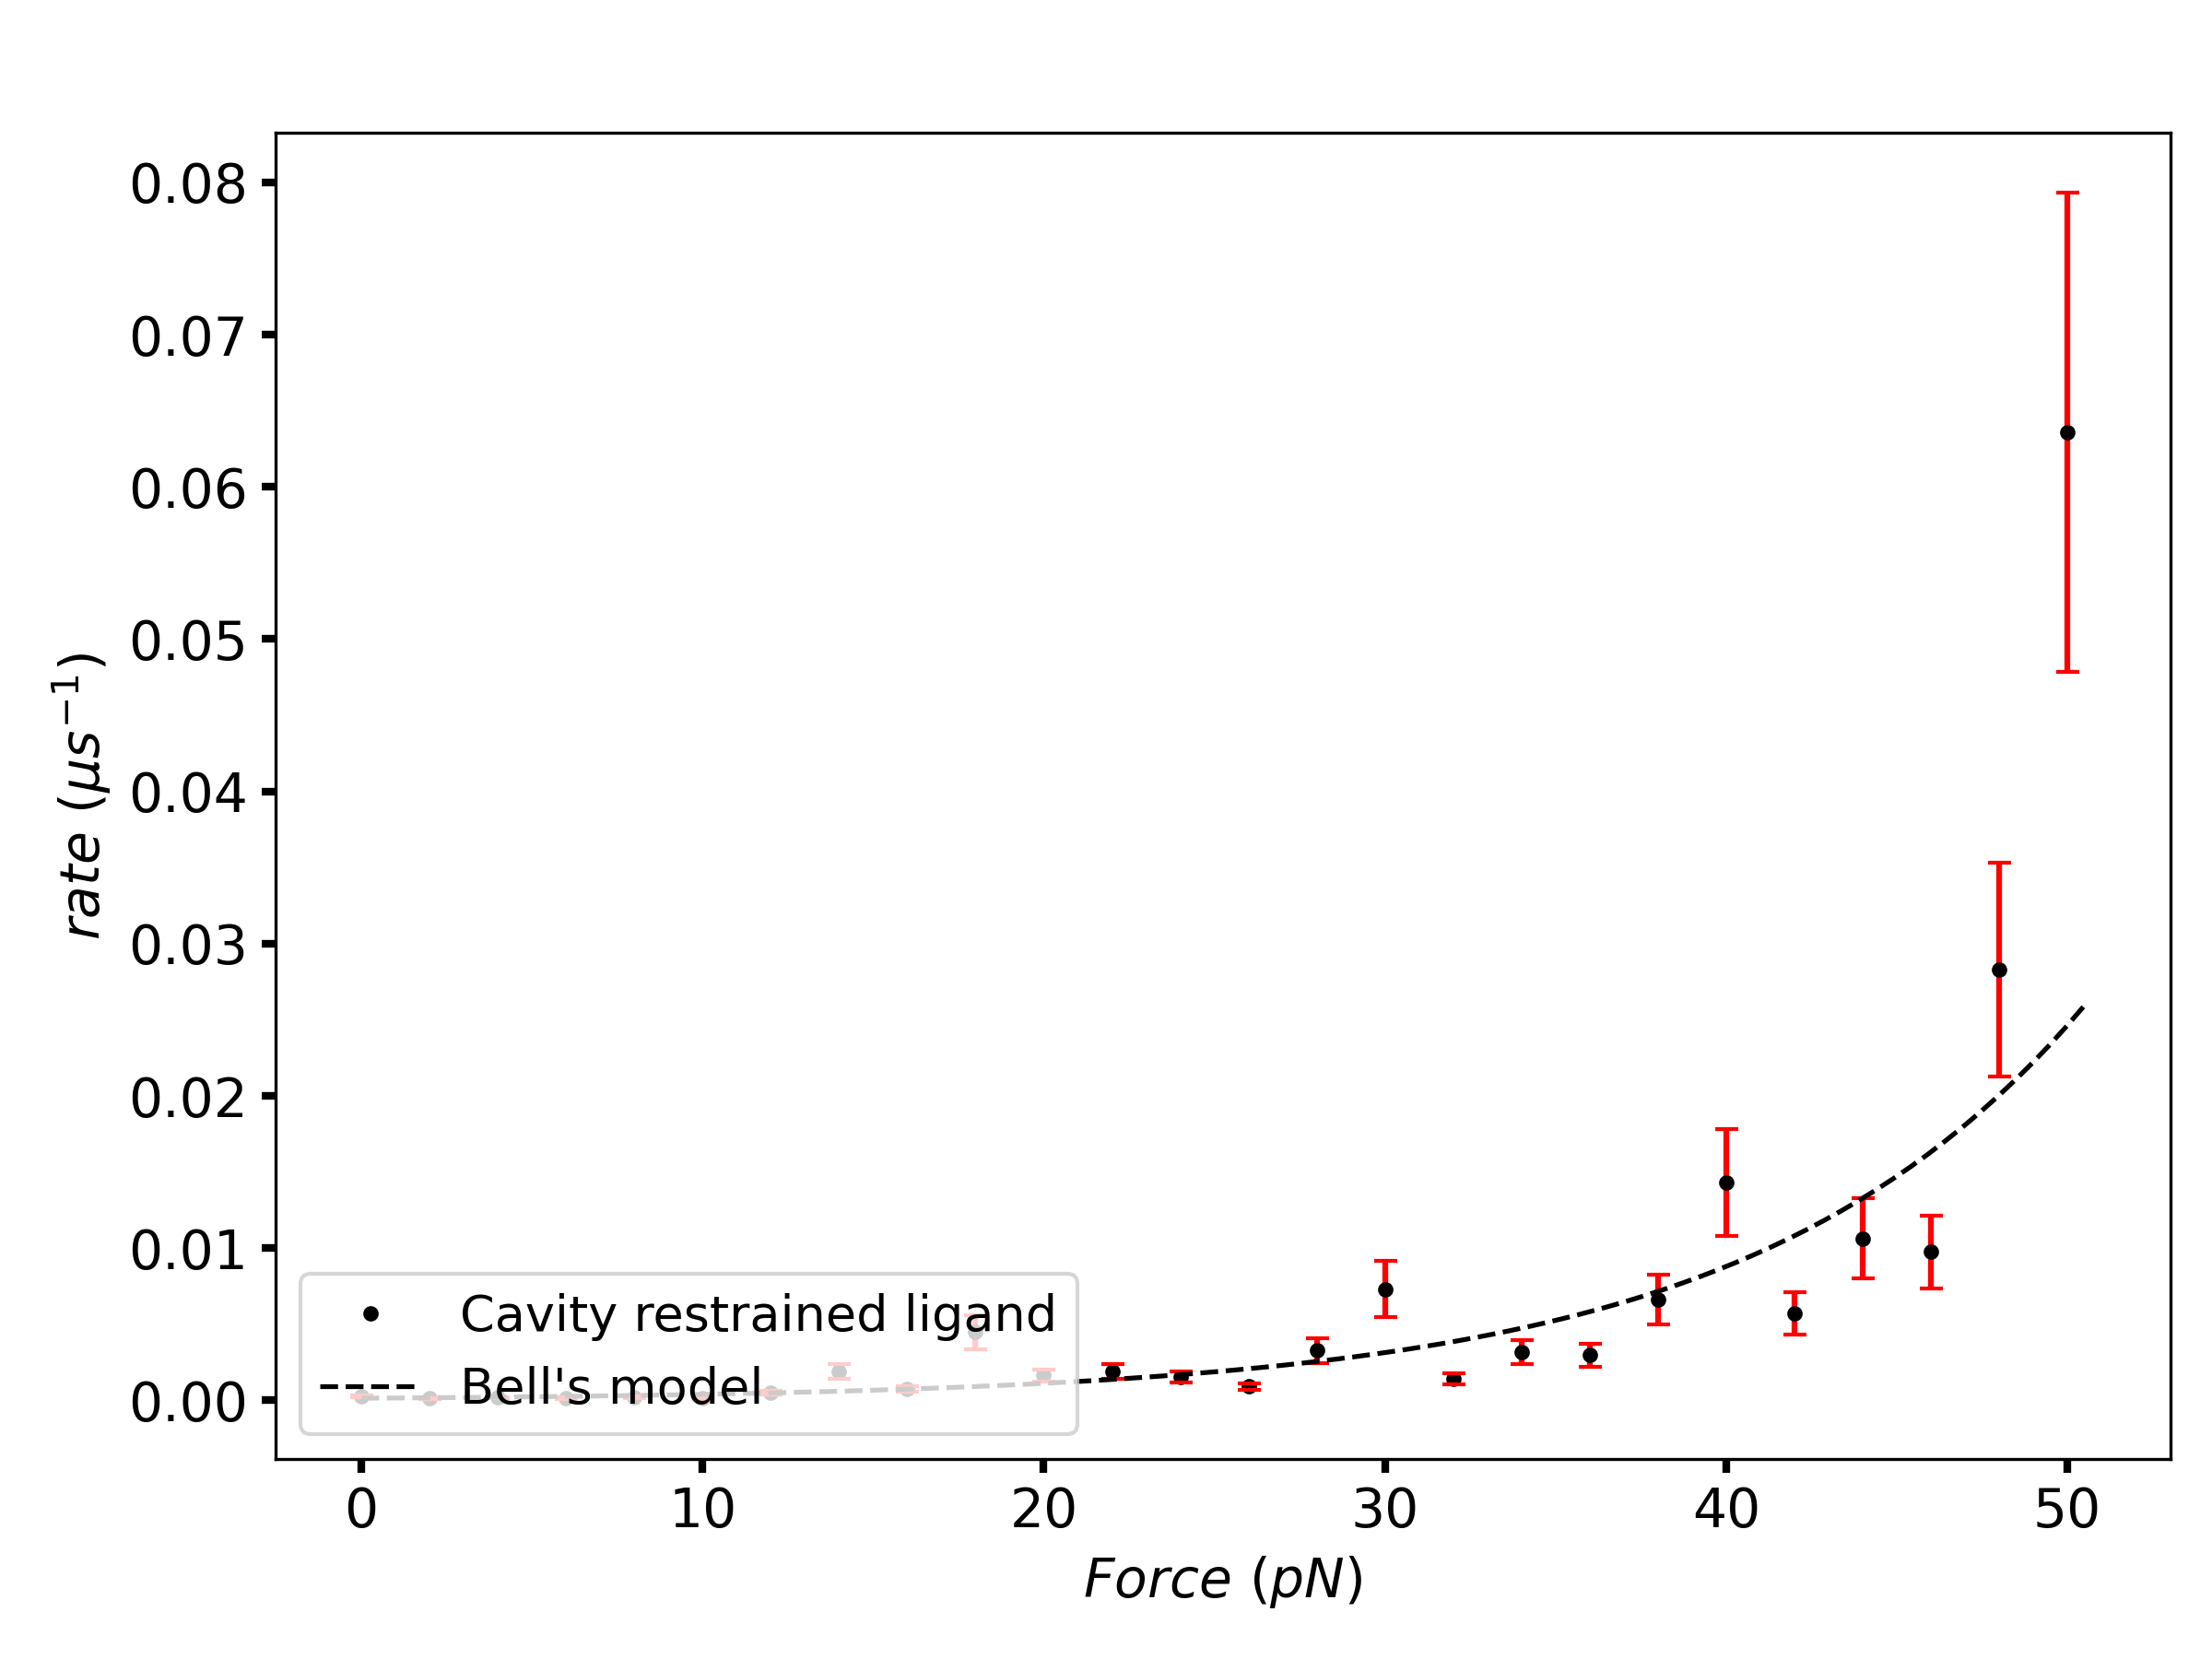 0.08
0.07
0.06
0.05
0.04
0.03
0.02
0.01
0.00
rate (μs⁻¹)
Cavity restrained ligand
Bell's model
0 10 20 30 40 50
Force (pN)